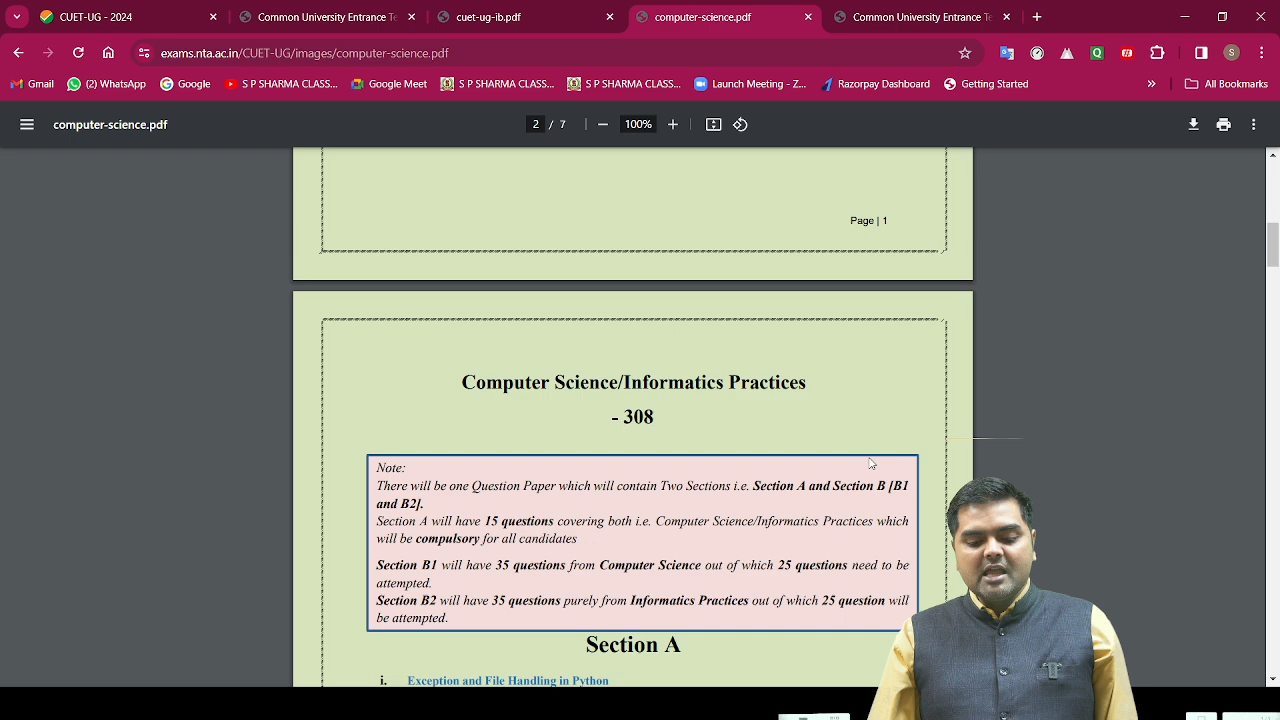 CUET-UG - 2024
Common University Entrance Te
cuet-ug-ib.pdf
computer-science.pdf
Common University Entrance Te
exams.nta.ac.in/CUET-UG/images/computer-science.pdf
Q
S
Gmail
(2) WhatsApp
Google
S P SHARMA CLASS...
Google Meet
S P SHARMA CLASS...
S P SHARMA CLASS...
Launch Meeting - Z...
Razorpay Dashboard
Getting Started
All Bookmarks
computer-science.pdf
2 / 7
100%
Page | 1
Computer Science/Informatics Practices
- 308
Note:
There will be one Question Paper which will contain Two Sections i.e. Section A and Section B [B1
and B2].
Section A will have 15 questions covering both i.e. Computer Science/Informatics Practices which
will be compulsory for all candidates
Section B1 will have 35 questions from Computer Science out of which 25 questions need to be
attempted.
Section B2 will have 35 questions purely from Informatics Practices out of which 25 question will
be attempted.
Section A
i. Exception and File Handling in Python